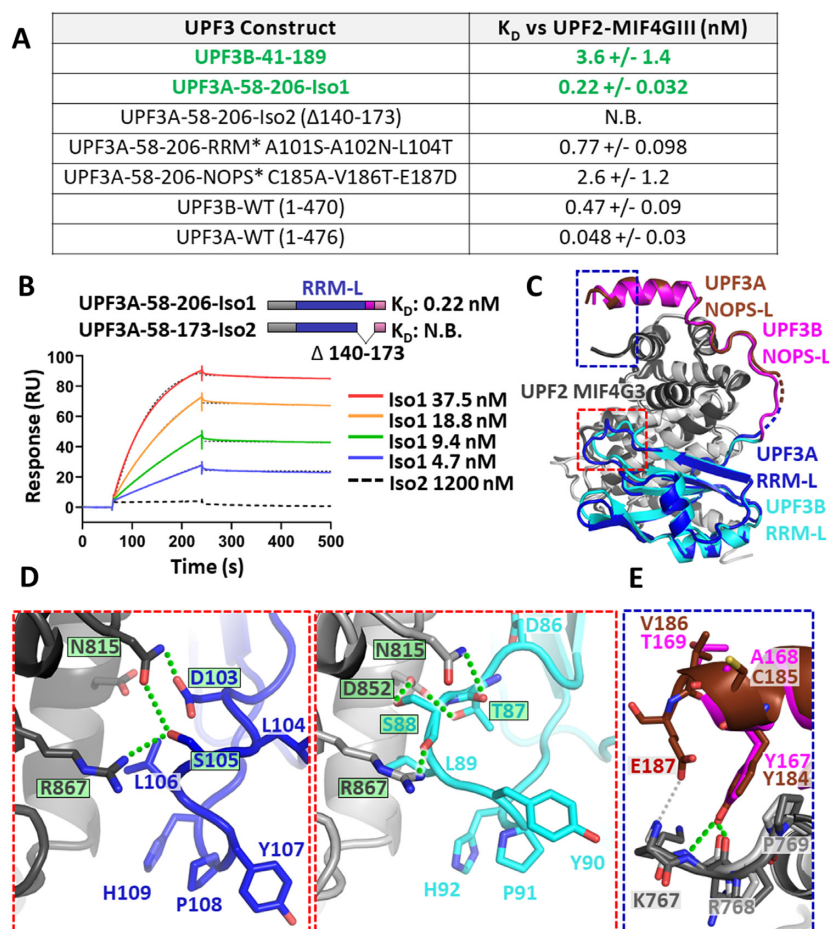 A
UPF3 Construct K_D vs UPF2-MIF4GIII (nM)
UPF3B-41-189 3.6 +/- 1.4
UPF3A-58-206-Iso1 0.22 +/- 0.032
UPF3A-58-206-Iso2 (Δ140-173) N.B.
UPF3A-58-206-RRM* A101S-A102N-L104T 0.77 +/- 0.098
UPF3A-58-206-NOPS* C185A-V186T-E187D 2.6 +/- 1.2
UPF3B-WT (1-470) 0.47 +/- 0.09
UPF3A-WT (1-476) 0.048 +/- 0.03
B
RRM-L
UPF3A-58-206-Iso1 K_D: 0.22 nM
UPF3A-58-173-Iso2 K_D: N.B.
Δ 140-173
Response (RU)
100
80
60
40
20
0
0 100 200 300 400 500
Time (s)
Iso1 37.5 nM
Iso1 18.8 nM
Iso1 9.4 nM
Iso1 4.7 nM
Iso2 1200 nM
C
UPF3A
NOPS-L
UPF3B
NOPS-L
UPF2 MIF4G3
UPF3A
RRM-L
UPF3B
RRM-L
D
N815
D103
L104
S105
R867
L106
Y107
H109
P108
D86
N815
D852
T87
S88
L89
R867
Y90
H92
P91
E
V186
T169
A168
C185
E187
Y167
Y184
P769
K767
R768